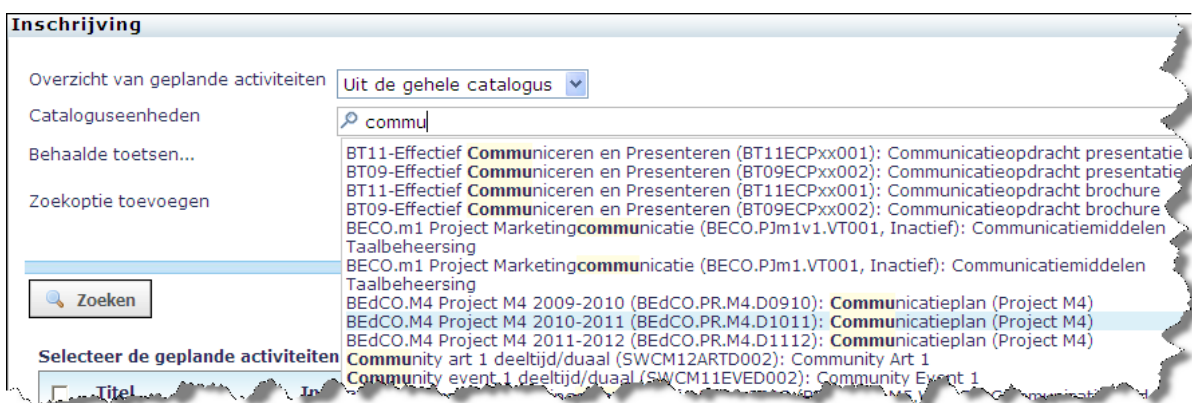 Inschrijving
Overzicht van geplande activiteiten Uit de gehele catalogus
Cataloguseenheden commu
Behaalde toetsen...
Zoekoptie toevoegen
BT11-Effectief Communiceren en Presenteren (BT11ECPxx001): Communicatieopdracht presentatie
BT09-Effectief Communiceren en Presenteren (BT09ECPxx002): Communicatieopdracht presentatie
BT11-Effectief Communiceren en Presenteren (BT11ECPxx001): Communicatieopdracht brochure
BT09-Effectief Communiceren en Presenteren (BT09ECPxx002): Communicatieopdracht brochure
BECO.m1 Project Marketingcommunicatie (BECO.PJm1v1.VT001, Inactief): Communicatiemiddelen
Taalbeheersing
BECO.m1 Project Marketingcommunicatie (BECO.PJm1.VT001, Inactief): Communicatiemiddelen
Taalbeheersing
BEdCO.M4 Project M4 2009-2010 (BEdCO.PR.M4.D0910): Communicatieplan (Project M4)
BEdCO.M4 Project M4 2010-2011 (BEdCO.PR.M4.D1011): Communicatieplan (Project M4)
BEdCO.M4 Project M4 2011-2012 (BEdCO.PR.M4.D1112): Communicatieplan (Project M4)
Community art 1 deeltijd/duaal (SWCM12ARTD002): Community Art 1
Community event 1 deeltijd/duaal (SWCM11EVED002): Community Event 1
Zoeken
Selecteer de geplande activiteiten
Titel